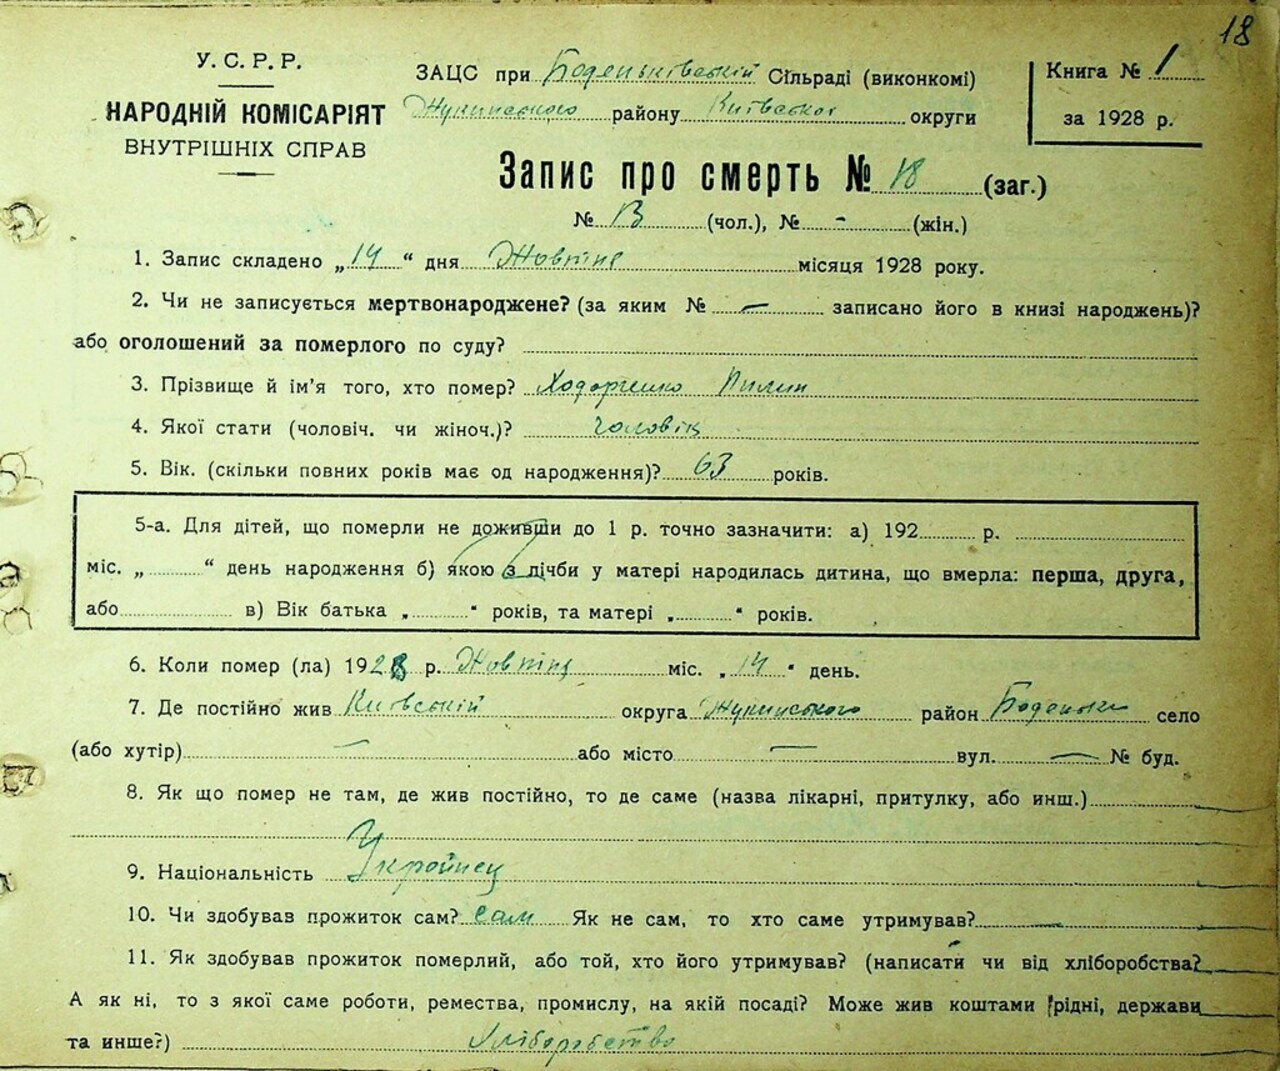 18
У. С. Р. Р.
НАРОДНІЙ КОМІСАРІЯТ
ВНУТРІШНІХ СПРАВ
ЗАЦС при Боденьківській Сільраді (виконкомі)
Жукинського району Київської округи
Книга № 1
за 1928 р.
Запис про смерть № 18 (заг.)
№ 13 (чол.), № - (жін.)
1. Запис складено „14“ дня Жовтня місяця 1928 року.
2. Чи не записується мертвонароджене? (за яким № — записано його в книзі народжень)?
або оголошений за померлого по суду?
3. Прізвище й ім'я того, хто помер? Ходорченко Пилип
4. Якої стати (чоловіч. чи жіноч.)? чоловік
5. Вік. (скільки повних років має од народження)? 63 років.
5-а. Для дітей, що померли не доживши до 1 р. точно зазначити: а) 192 р.
міс. „ “ день народження б) якою з лічби у матері народилась дитина, що вмерла: перша, друга,
або в) Вік батька „ “ років, та матері „ “ років.
6. Коли помер (ла) 1928 р. Жовтня міс. „14“ день.
7. Де постійно жив Київській округа Жукинського район Боденьки село
(або хутір) — або місто — вул. — № буд.
8. Як що помер не там, де жив постійно, то де саме (назва лікарні, притулку, або инш.)
9. Національність Украйнец
10. Чи здобував прожиток сам? сам Як не сам, то хто саме утримував? —
11. Як здобував прожиток померлий, або той, хто його утримував? (написати чи від хліборобства?
А як ні, то з якої саме роботи, ремества, промислу, на якій посаді? Може жив коштами рідні, держави
та инше?) Хліборобство